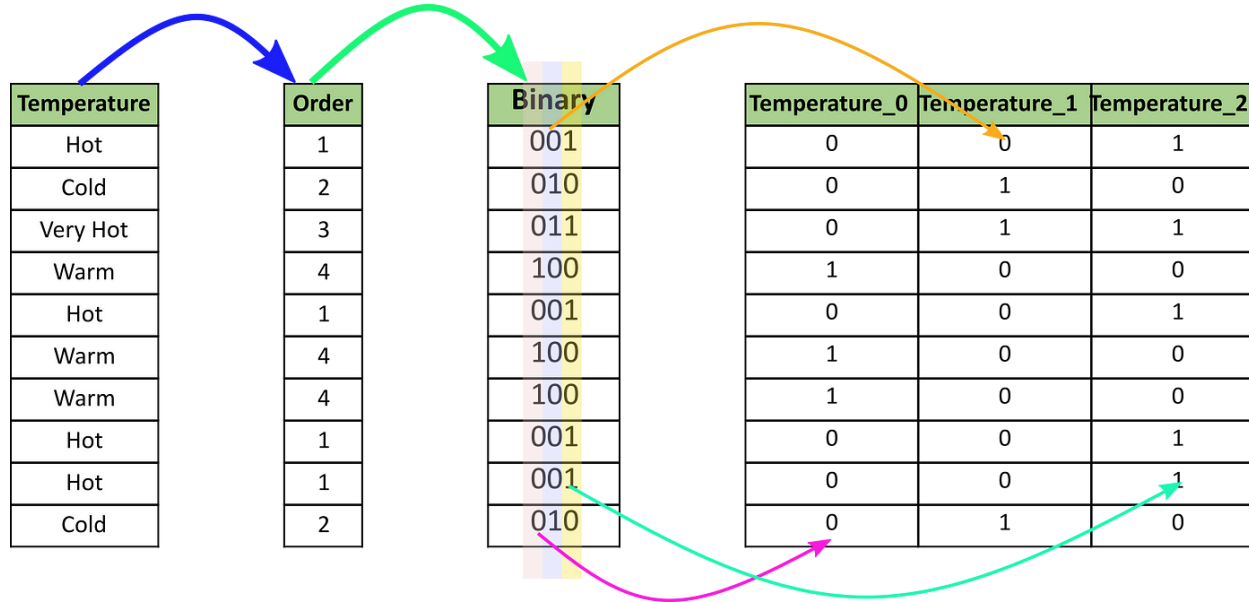 Temperature Order Binary Temperature_0 Temperature_1 Temperature_2
Hot 1 001 0 0 1
Cold 2 010 0 1 0
Very Hot 3 011 0 1 1
Warm 4 100 1 0 0
Hot 1 001 0 0 1
Warm 4 100 1 0 0
Warm 4 100 1 0 0
Hot 1 001 0 0 1
Hot 1 001 0 0 1
Cold 2 010 0 1 0